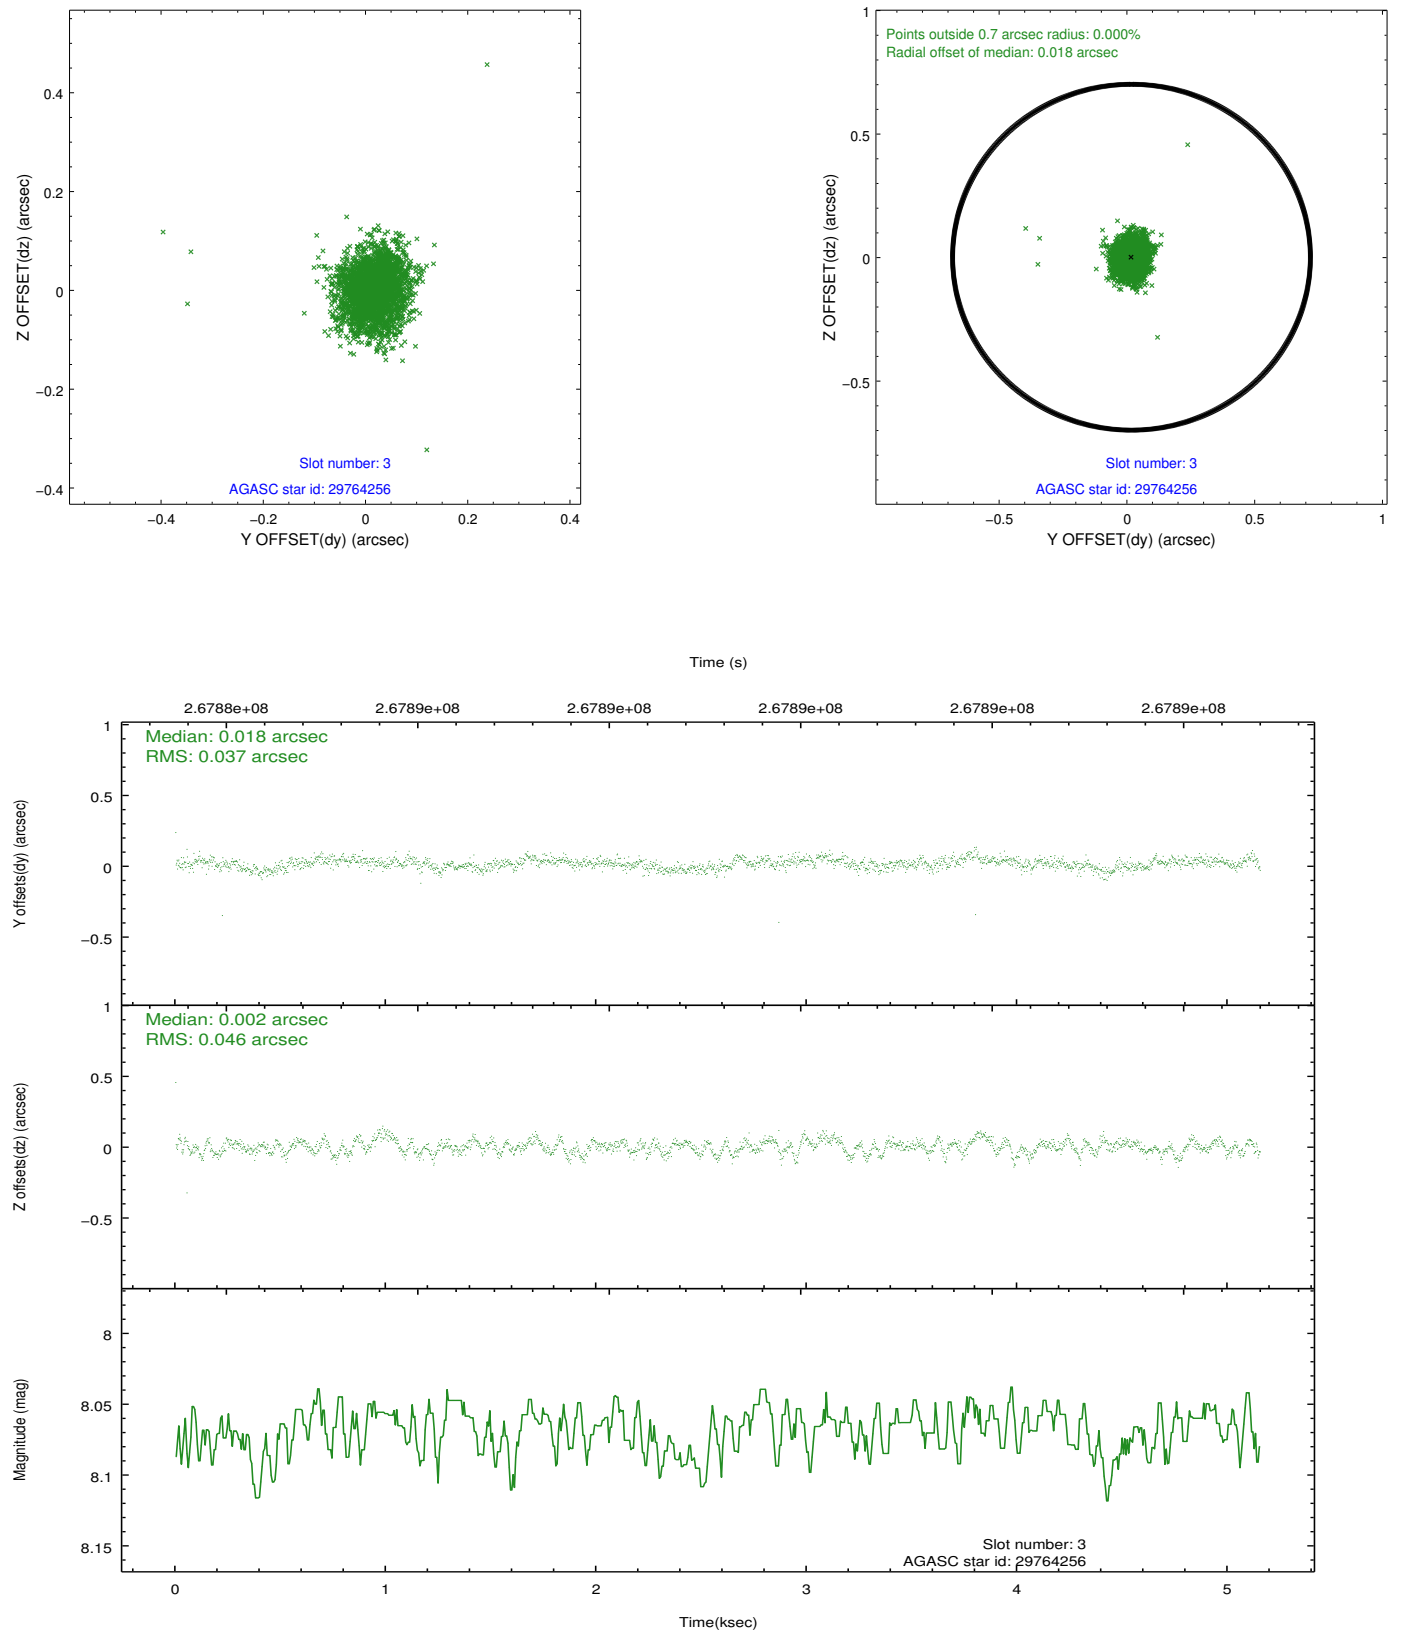 0.4
0.2
0
−0.2
−0.4
Z OFFSET(dz) (arcsec)
Slot number: 3
AGASC star id: 29764256
−0.4 −0.2 0 0.2 0.4
Y OFFSET(dy) (arcsec)
Points outside 0.7 arcsec radius: 0.000%
Radial offset of median: 0.018 arcsec
1
0.5
0
−0.5
Z OFFSET(dz) (arcsec)
Slot number: 3
AGASC star id: 29764256
−0.5 0 0.5 1
Y OFFSET(dy) (arcsec)
Time (s)
2.6788e+08 2.6789e+08 2.6789e+08 2.6789e+08 2.6789e+08 2.6789e+08
Median: 0.018 arcsec
RMS: 0.037 arcsec
1
0.5
0
−0.5
Y offsets(dy) (arcsec)
Median: 0.002 arcsec
RMS: 0.046 arcsec
1
0.5
0
−0.5
Z offsets(dz) (arcsec)
8
8.05
8.1
8.15
Magnitude (mag)
Slot number: 3
AGASC star id: 29764256
0 1 2 3 4 5
Time(ksec)